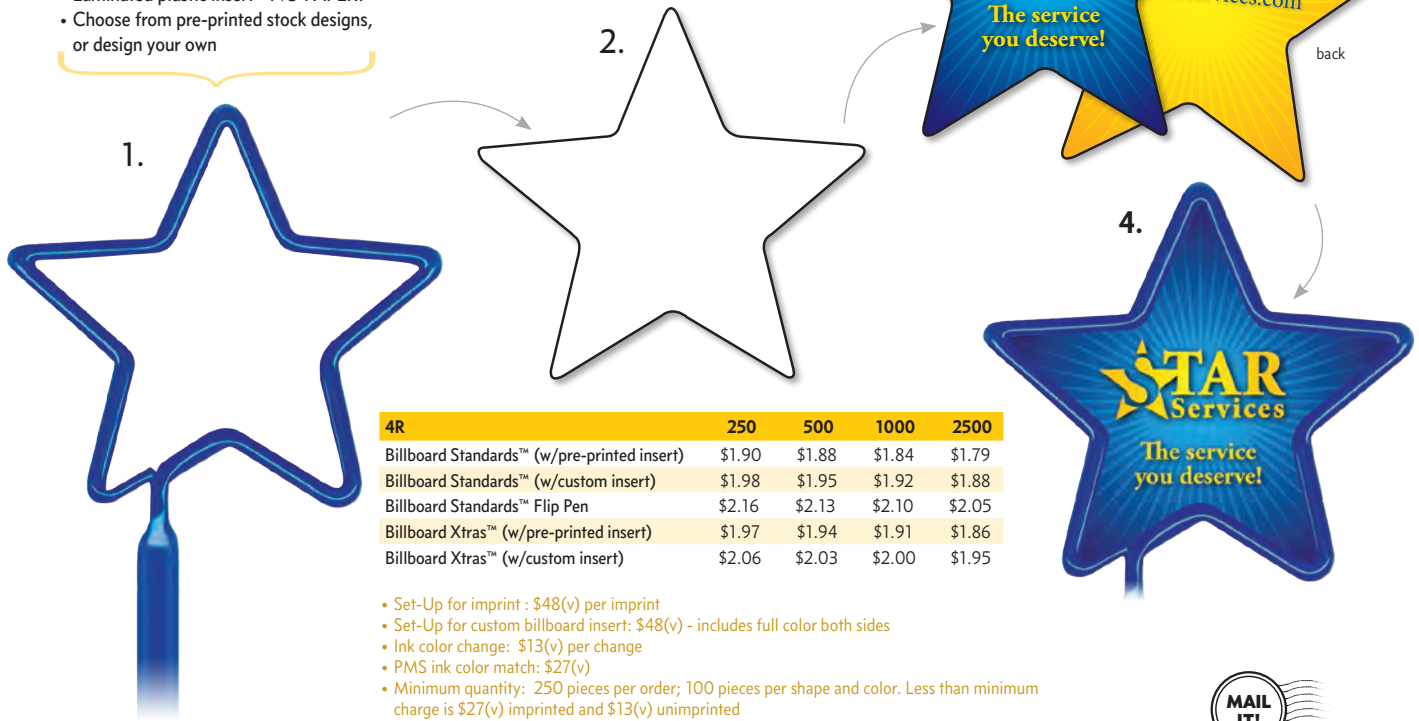 • Choose from pre-printed stock designs,
or design your own
1.
2.
The service
you deserve!
back
4.
STAR
Services
The service
you deserve!
4R 250 500 1000 2500
Billboard Standards™ (w/pre-printed insert) $1.90 $1.88 $1.84 $1.79
Billboard Standards™ (w/custom insert) $1.98 $1.95 $1.92 $1.88
Billboard Standards™ Flip Pen $2.16 $2.13 $2.10 $2.05
Billboard Xtras™ (w/pre-printed insert) $1.97 $1.94 $1.91 $1.86
Billboard Xtras™ (w/custom insert) $2.06 $2.03 $2.00 $1.95
• Set-Up for imprint : $48(v) per imprint
• Set-Up for custom billboard insert: $48(v) - includes full color both sides
• Ink color change: $13(v) per change
• PMS ink color match: $27(v)
• Minimum quantity: 250 pieces per order; 100 pieces per shape and color. Less than minimum
charge is $27(v) imprinted and $13(v) unimprinted
MAIL
IT!